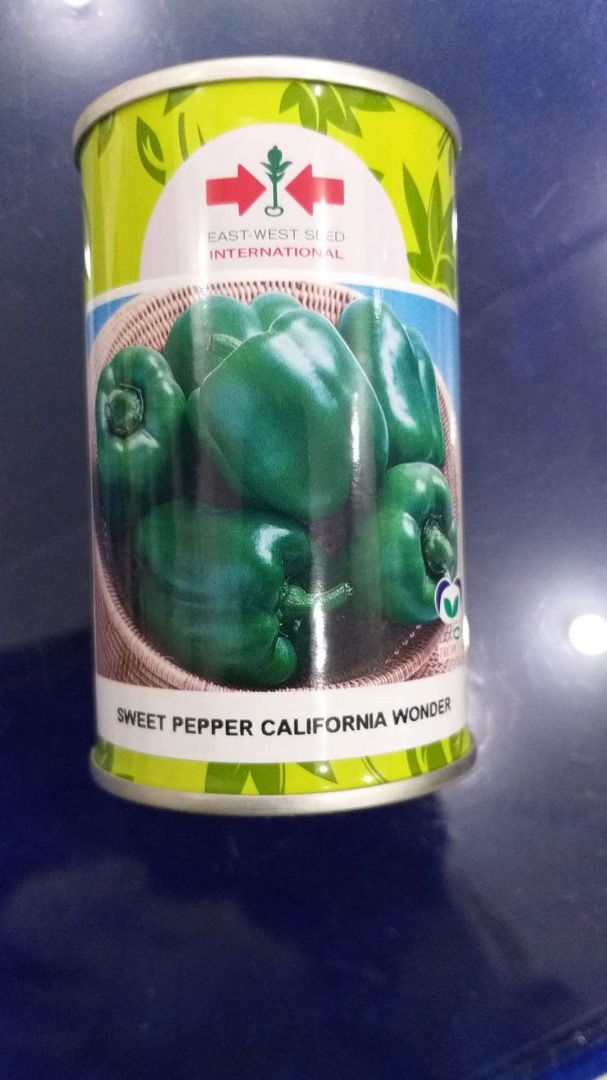 EAST-WEST SEED
INTERNATIONAL
SWEET PEPPER CALIFORNIA WONDER